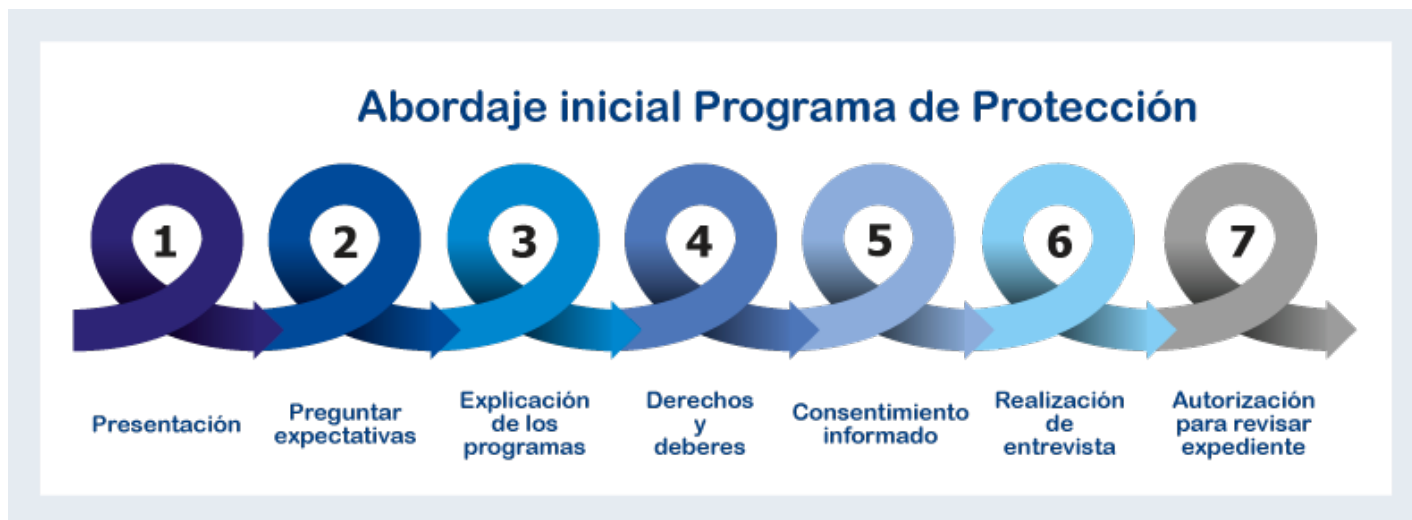 Abordaje inicial Programa de Protección
1
2
3
4
5
6
7
Presentación
Preguntar
expectativas
Explicación
de los
programas
Derechos
y
deberes
Consentimiento
informado
Realización
de
entrevista
Autorización
para revisar
expediente